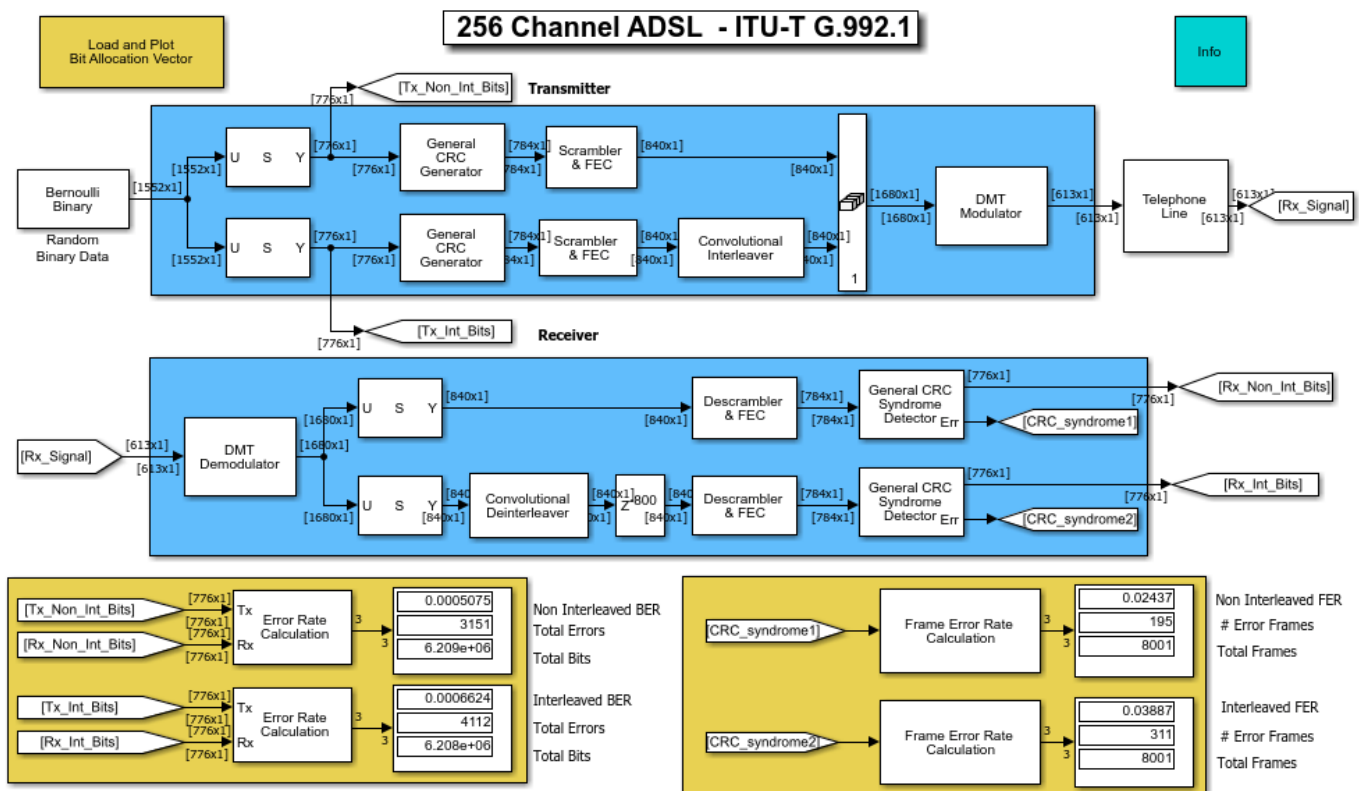 256 Channel ADSL  - ITU-T G.992.1
Load and Plot
Bit Allocation Vector
Info
[Tx_Non_Int_Bits]
Transmitter
[776x1]
[776x1]
[776x1]
General
CRC
Generator
[784x1]
784x1]
Scrambler
& FEC
[840x1]
[840x1]
U S Y
[1552x1]
Bernoulli
Binary
[1552x1]
Random
Binary Data
U S Y
[1552x1]
[776x1]
[776x1]
General
CRC
Generator
[784x1]
84x1]
Scrambler
& FEC
[840x1]
[840x1]
Convolutional
Interleaver
[840x1]
40x1]
1
[1680x1]
[1680x1]
DMT
Modulator
[613x1]
[613x1]
Telephone
Line
[613x1]
[613x1]
[Rx_Signal]
[Tx_Int_Bits]
[776x1]
Receiver
[Rx_Signal]
[613x1]
[613x1]
DMT
Demodulator
[1680x1]
[1680x1]
U S Y
[840x1]
[840x1]
Descrambler
& FEC
[784x1]
[784x1]
General CRC
Syndrome
Detector
Err
[776x1]
[776x1]
[Rx_Non_Int_Bits]
[CRC_syndrome1]
[1680x1]
U S Y
[840
[840x1]
Convolutional
Deinterleaver
[840x1]
0x1]
Z-800
[840
[840x1]
Descrambler
& FEC
[784x1]
[784x1]
General CRC
Syndrome
Detector
Err
[776x1]
[776x1]
[Rx_Int_Bits]
[CRC_syndrome2]
[Tx_Non_Int_Bits]
[776x1]
[776x1]
[Rx_Non_Int_Bits]
[776x1]
[776x1]
Tx
Rx
Error Rate
Calculation
3
3
0.0005075
3151
6.209e+06
Non Interleaved BER
Total Errors
Total Bits
[Tx_Int_Bits]
[776x1]
[776x1]
[Rx_Int_Bits]
[776x1]
[776x1]
Tx
Rx
Error Rate
Calculation
3
3
0.0006624
4112
6.208e+06
Interleaved BER
Total Errors
Total Bits
[CRC_syndrome1]
Frame Error Rate
Calculation
3
3
0.02437
195
8001
Non Interleaved FER
# Error Frames
Total Frames
[CRC_syndrome2]
Frame Error Rate
Calculation
3
3
0.03887
311
8001
Interleaved FER
# Error Frames
Total Frames